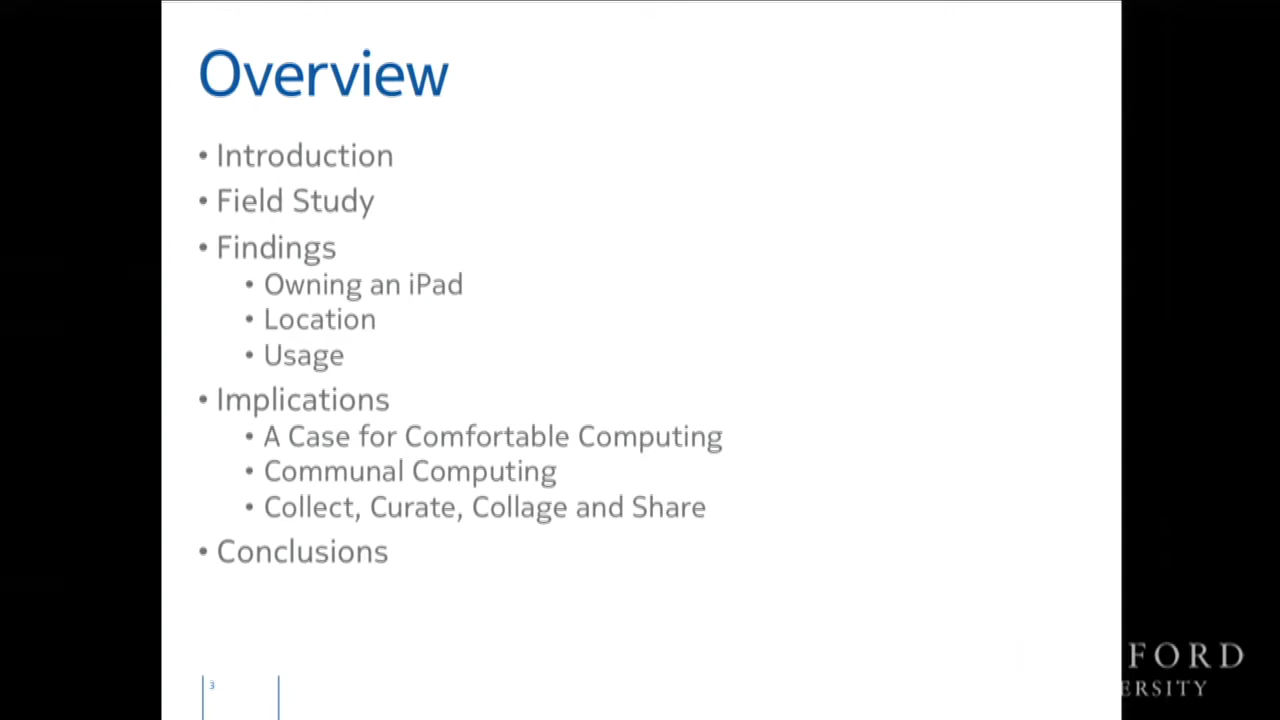 Overview
• Introduction
• Field Study
• Findings
• Owning an iPad
• Location
• Usage
• Implications
• A Case for Comfortable Computing
• Communal Computing
• Collect, Curate, Collage and Share
• Conclusions
3
FORD
ERSITY